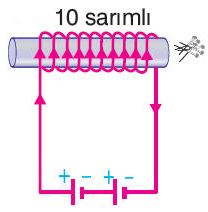 10 sarımlı
+ - + -